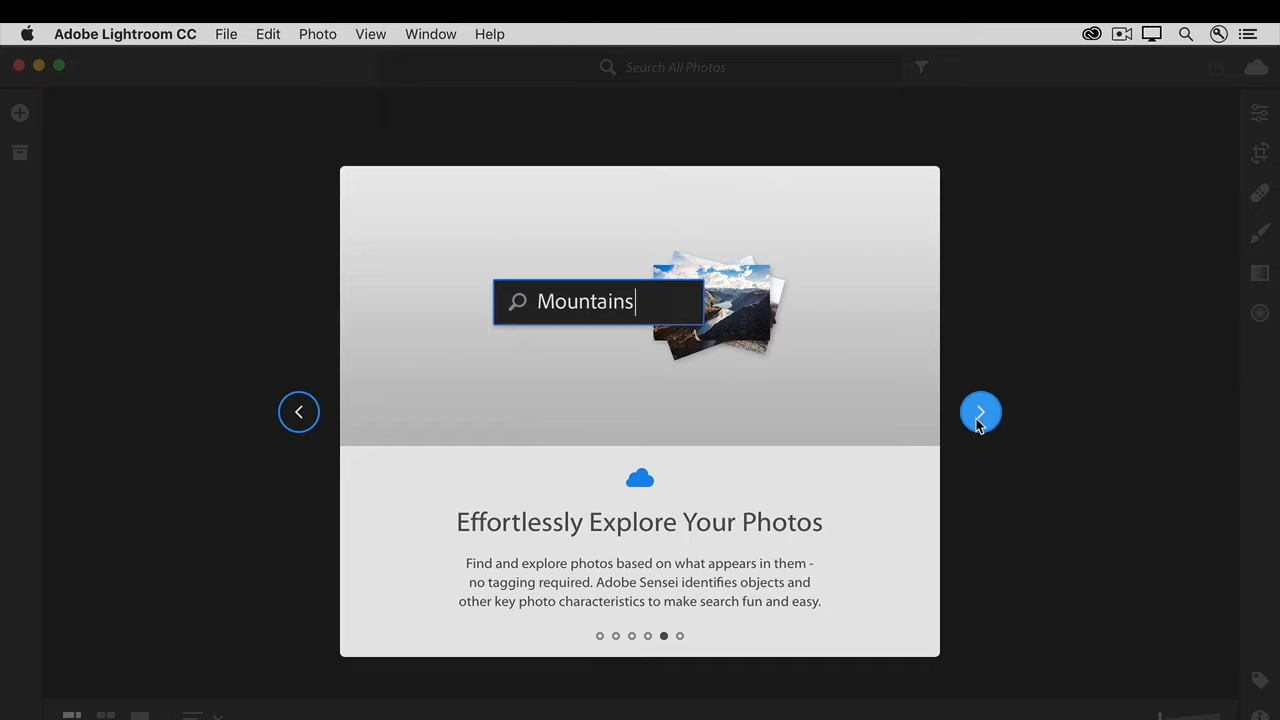 Adobe Lightroom CC File Edit Photo View Window Help
Search All Photos
Mountains
Effortlessly Explore Your Photos
Find and explore photos based on what appears in them -
no tagging required. Adobe Sensei identifies objects and
other key photo characteristics to make search fun and easy.